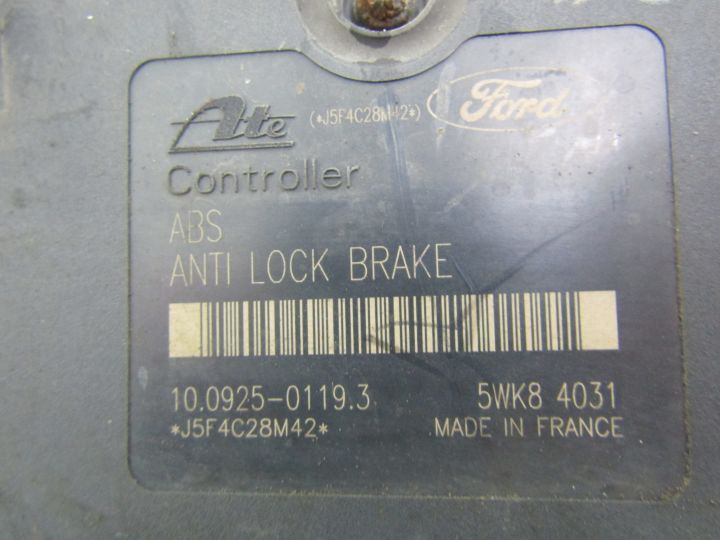 Ate (*J5F4C28M42*) Ford
Controller
ABS
ANTI LOCK BRAKE
10.0925-0119.3 5WK8 4031
*J5F4C28M42* MADE IN FRANCE